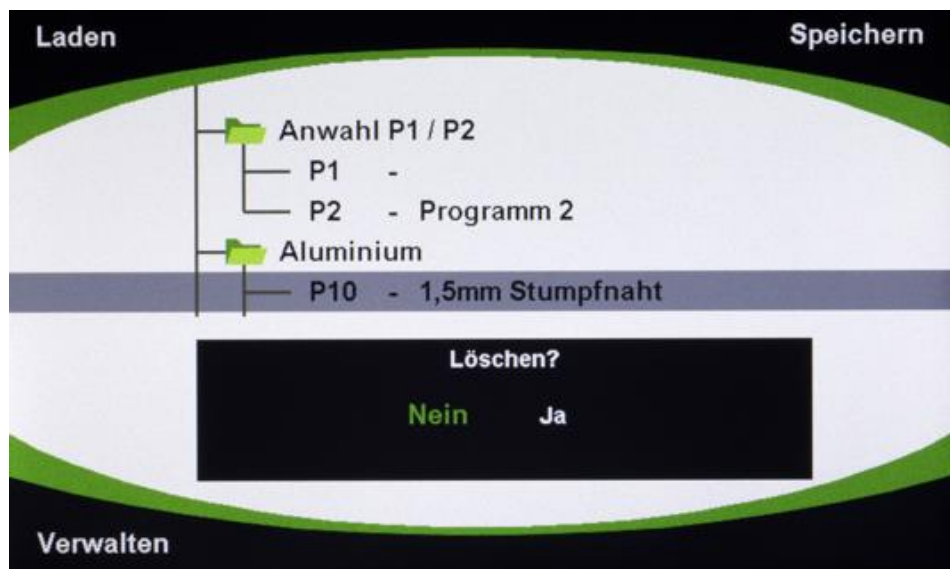 Laden
Speichern
Anwahl P1 / P2
P1 -
P2 - Programm 2
Aluminium
P10 - 1,5mm Stumpfnaht
Löschen?
Nein Ja
Verwalten